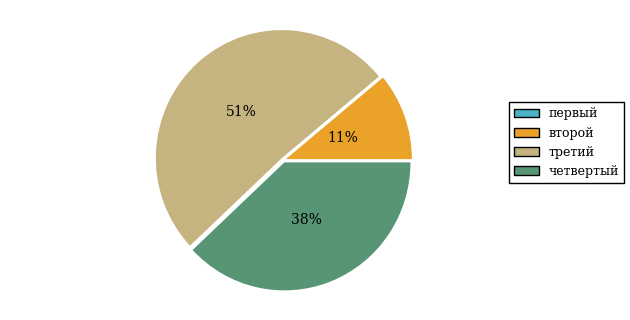 51%
11%
38%
первый
второй
третий
четвертый